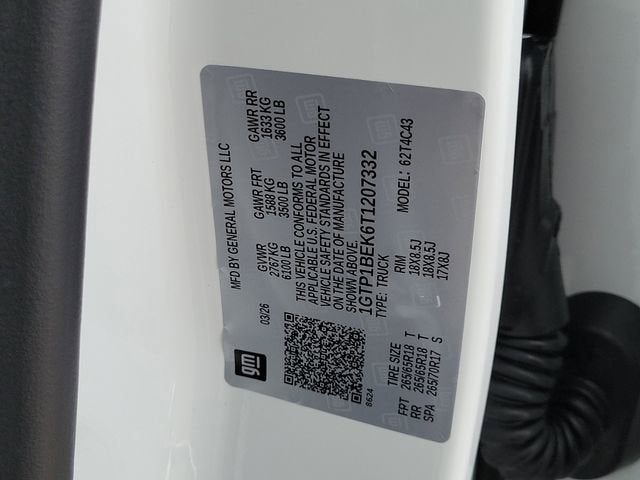 gm
MFD BY GENERAL MOTORS LLC
03/26
GVWR GAWR FRT GAWR RR
2767 KG 1588 KG 1633 KG
6100 LB 3500 LB 3600 LB
THIS VEHICLE CONFORMS TO ALL
APPLICABLE U.S. FEDERAL MOTOR
VEHICLE SAFETY STANDARDS IN EFFECT
ON THE DATE OF MANUFACTURE
SHOWN ABOVE.
1GTP1BEK6T1207332
TYPE: TRUCK MODEL: 62T4C43
8624
TIRE SIZE RIM
FRT 265/65R18 T 18X8.5J
RR 265/65R18 T 18X8.5J
SPA 265/70R17 S 17X8J